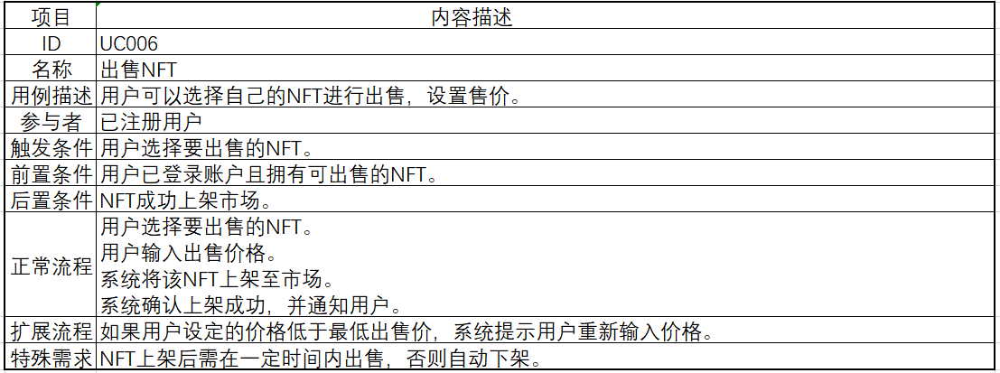 项目 内容描述
ID UC006
名称 出售NFT
用例描述 用户可以选择自己的NFT进行出售，设置售价。
参与者 已注册用户
触发条件 用户选择要出售的NFT。
前置条件 用户已登录账户且拥有可出售的NFT。
后置条件 NFT成功上架市场。
正常流程 用户选择要出售的NFT。
用户输入出售价格。
系统将该NFT上架至市场。
系统确认上架成功，并通知用户。
扩展流程 如果用户设定的价格低于最低出售价，系统提示用户重新输入价格。
特殊需求 NFT上架后需在一定时间内出售，否则自动下架。